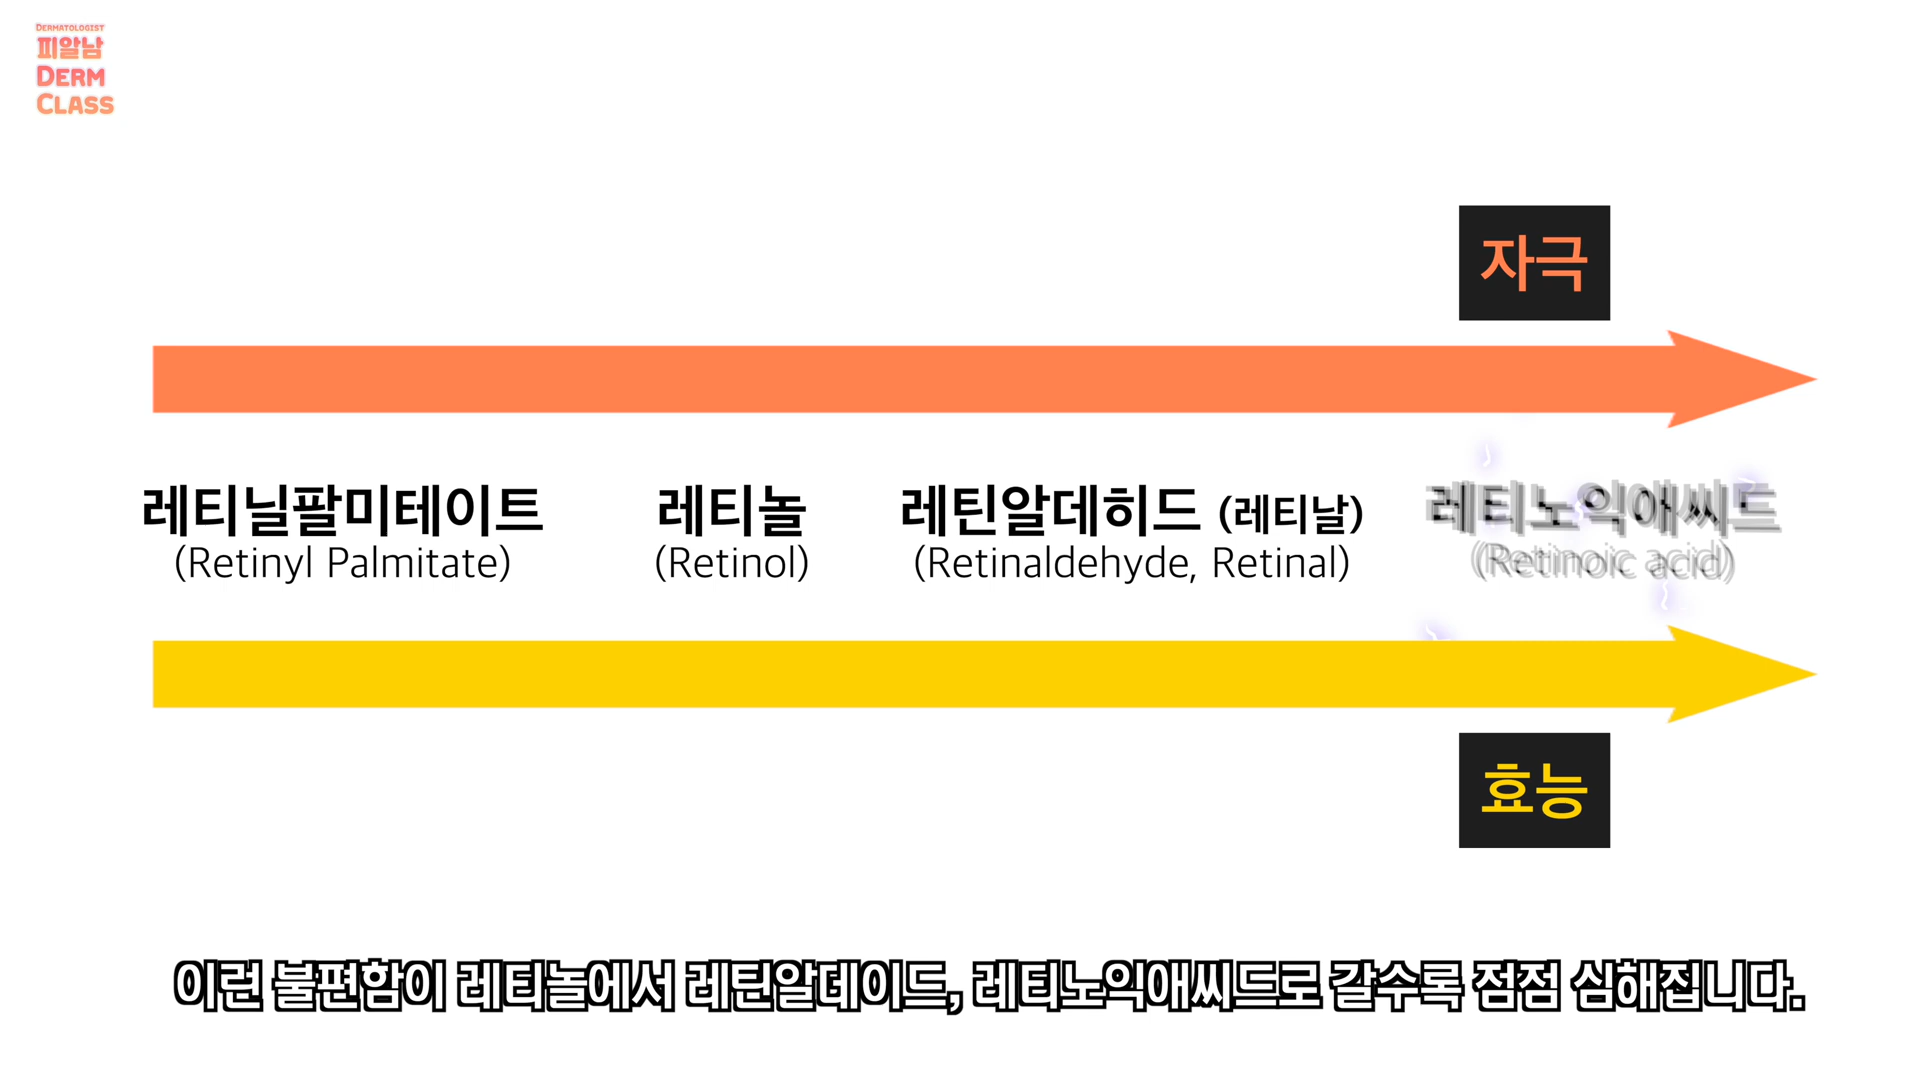 DERMATOLOGIST
피알남
DERM
CLASS
자극
레티닐팔미테이트
(Retinyl Palmitate)
레티놀
(Retinol)
레틴알데히드 (레티날)
(Retinaldehyde, Retinal)
레티노익애씨드
(Retinoic acid)
효능
이런 불편함이 레티놀에서 레틴알데이드, 레티노익애씨드로 갈수록 점점 심해집니다.